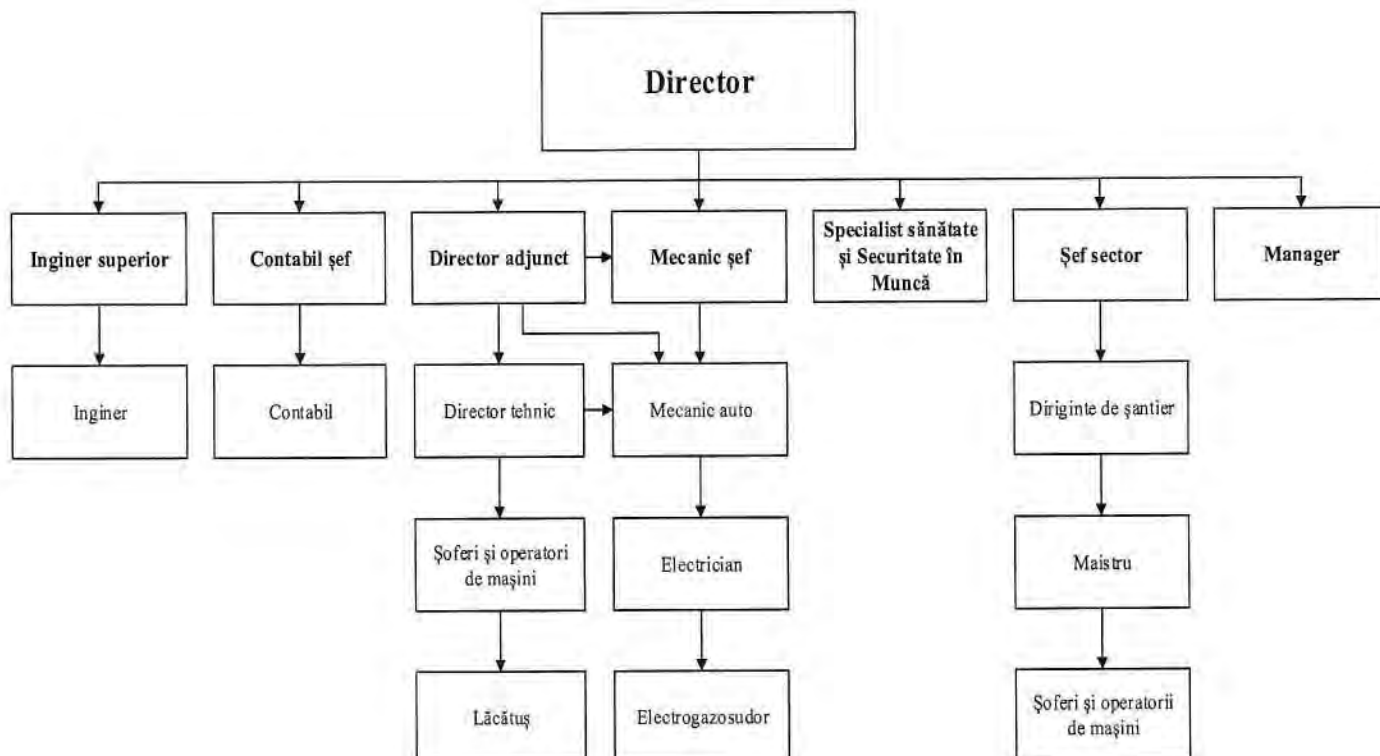 Director
Inginer superior
Contabil şef
Director adjunct
Mecanic şef
Specialist sănătate
şi Securitate în
Muncă
Şef sector
Manager
Inginer
Contabil
Director tehnic
Mecanic auto
Diriginte de şantier
Şoferi şi operatori
de maşini
Electrician
Maistru
Lăcătuş
Electrogazosudor
Şoferi şi operatorii
de maşini